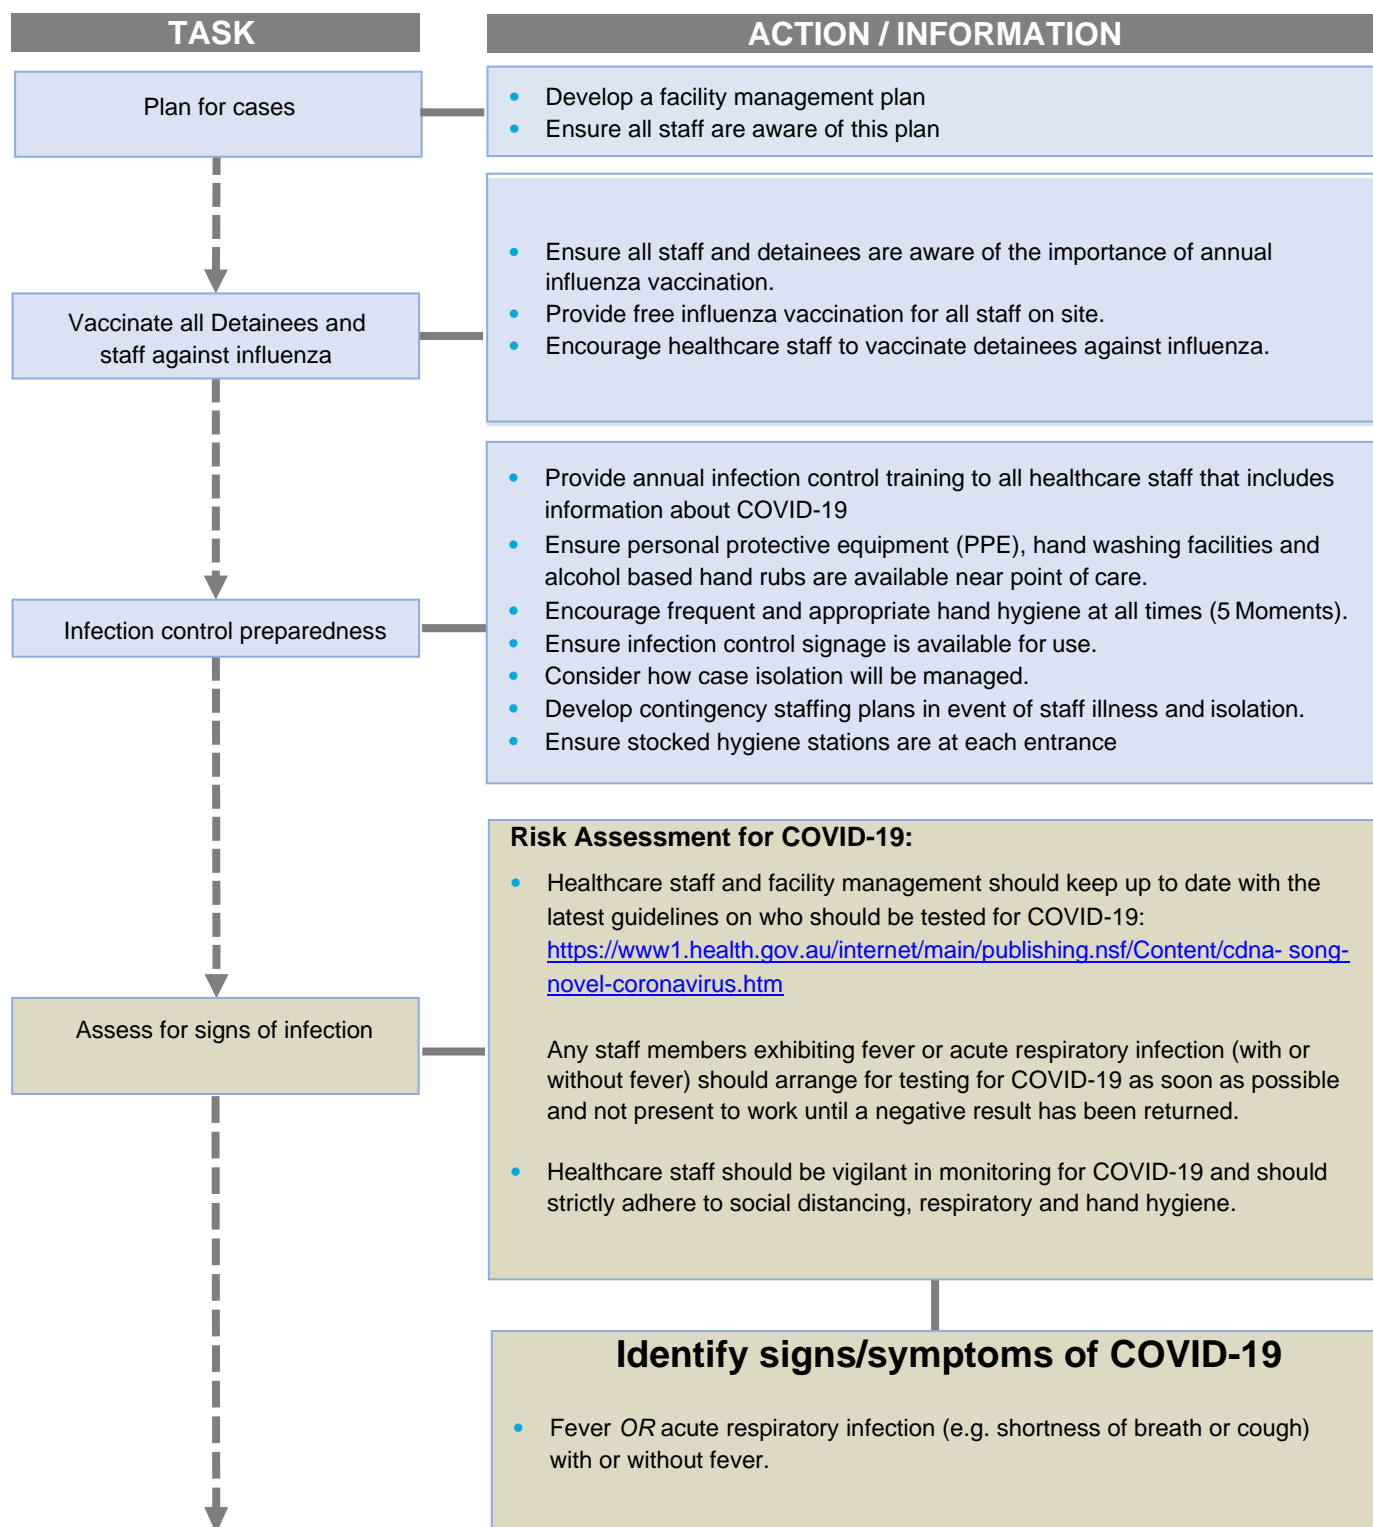 TASK
ACTION / INFORMATION
Plan for cases
• Develop a facility management plan
• Ensure all staff are aware of this plan
Vaccinate all Detainees and
staff against influenza
• Ensure all staff and detainees are aware of the importance of annual
influenza vaccination.
• Provide free influenza vaccination for all staff on site.
• Encourage healthcare staff to vaccinate detainees against influenza.
Infection control preparedness
• Provide annual infection control training to all healthcare staff that includes
information about COVID-19
• Ensure personal protective equipment (PPE), hand washing facilities and
alcohol based hand rubs are available near point of care.
• Encourage frequent and appropriate hand hygiene at all times (5 Moments).
• Ensure infection control signage is available for use.
• Consider how case isolation will be managed.
• Develop contingency staffing plans in event of staff illness and isolation.
• Ensure stocked hygiene stations are at each entrance
Assess for signs of infection
Risk Assessment for COVID-19:
• Healthcare staff and facility management should keep up to date with the
latest guidelines on who should be tested for COVID-19:
https://www1.health.gov.au/internet/main/publishing.nsf/Content/cdna- song-
novel-coronavirus.htm
Any staff members exhibiting fever or acute respiratory infection (with or
without fever) should arrange for testing for COVID-19 as soon as possible
and not present to work until a negative result has been returned.
• Healthcare staff should be vigilant in monitoring for COVID-19 and should
strictly adhere to social distancing, respiratory and hand hygiene.
Identify signs/symptoms of COVID-19
• Fever OR acute respiratory infection (e.g. shortness of breath or cough)
with or without fever.